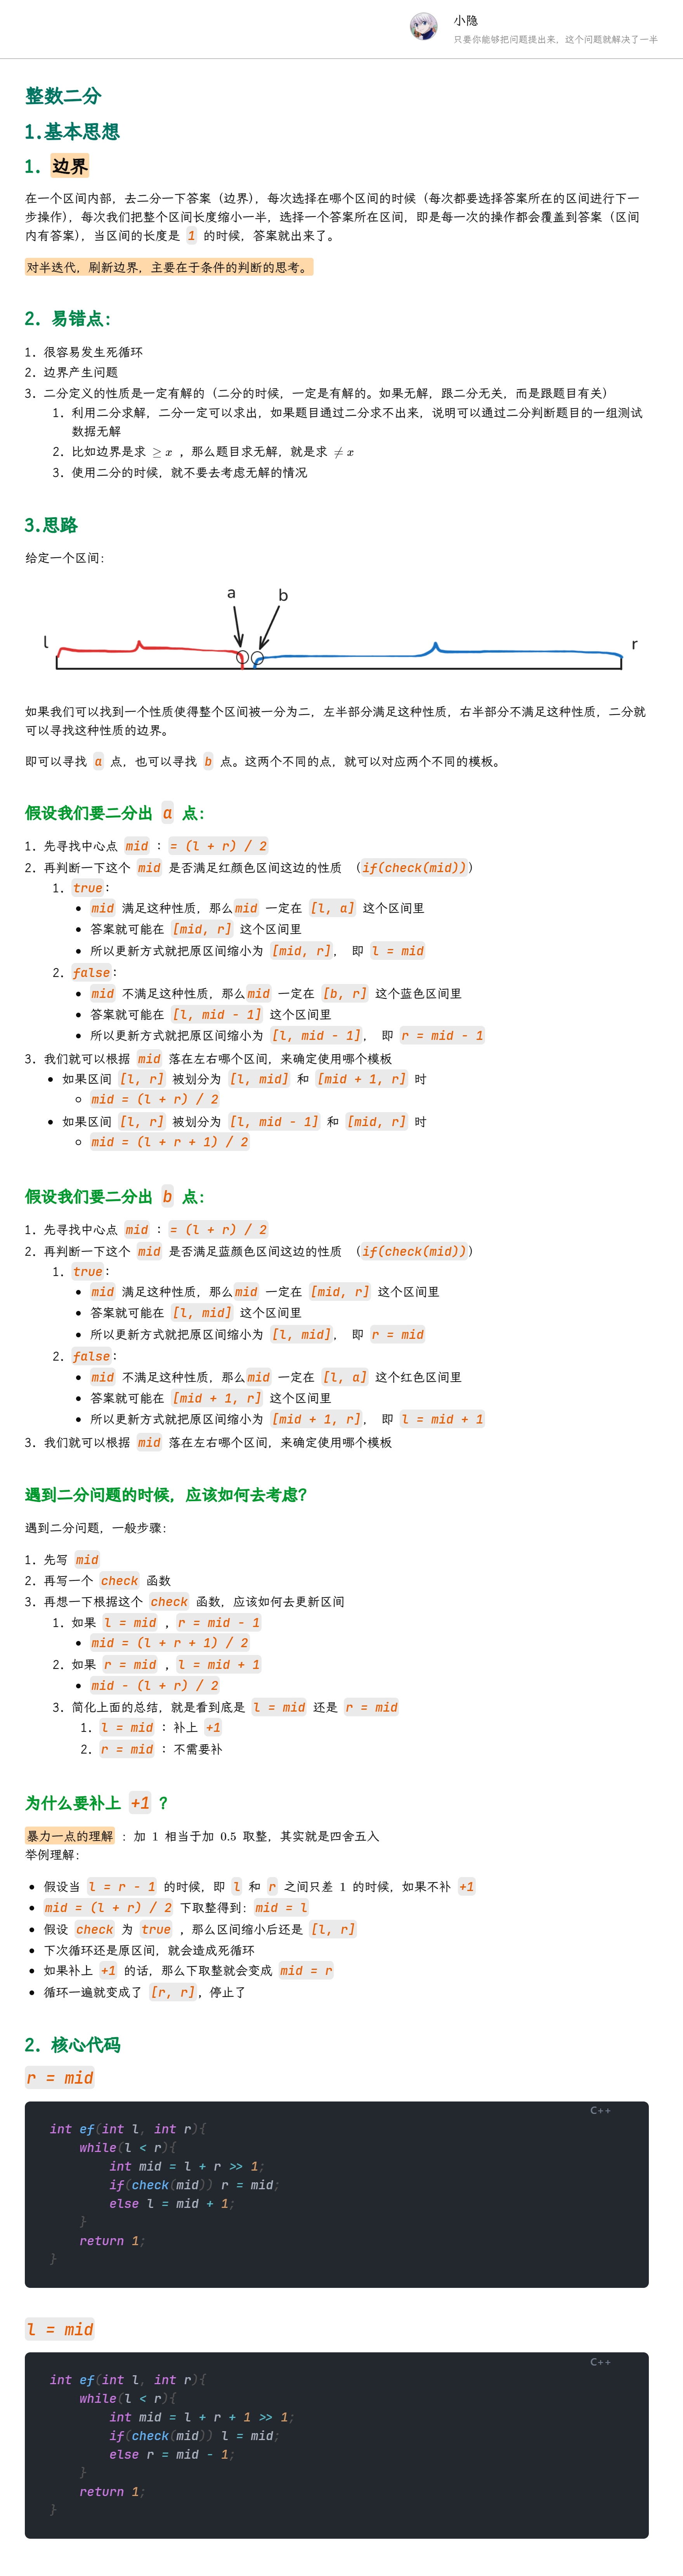 小隐
只要你能够把问题提出来，这个问题就解决了一半
整数二分
1.基本思想
1. 边界
在一个区间内部，去二分一下答案（边界），每次选择在哪个区间的时候（每次都要选择答案所在的区间进行下一
步操作），每次我们把整个区间长度缩小一半，选择一个答案所在区间，即是每一次的操作都会覆盖到答案（区间
内有答案），当区间的长度是 1 的时候，答案就出来了。
对半迭代，刷新边界，主要在于条件的判断的思考。
2. 易错点：
1. 很容易发生死循环
2. 边界产生问题
3. 二分定义的性质是一定有解的（二分的时候，一定是有解的。如果无解，跟二分无关，而是跟题目有关）
1. 利用二分求解，二分一定可以求出，如果题目通过二分求不出来，说明可以通过二分判断题目的一组测试
数据无解
2. 比如边界是求 ≥ x ，那么题目求无解，就是求 ≠ x
3. 使用二分的时候，就不要去考虑无解的情况
3.思路
给定一个区间：
a
b
l
r
如果我们可以找到一个性质使得整个区间被一分为二，左半部分满足这种性质，右半部分不满足这种性质，二分就
可以寻找这种性质的边界。
即可以寻找 a 点，也可以寻找 b 点。这两个不同的点，就可以对应两个不同的模板。
假设我们要二分出 a 点：
1. 先寻找中心点 mid ：= (l + r) / 2
2. 再判断一下这个 mid 是否满足红颜色区间这边的性质 （if(check(mid))）
1. true：
• mid 满足这种性质，那么mid 一定在 [l, a] 这个区间里
• 答案就可能在 [mid, r] 这个区间里
• 所以更新方式就把原区间缩小为 [mid, r]， 即 l = mid
2. false：
• mid 不满足这种性质，那么mid 一定在 [b, r] 这个蓝色区间里
• 答案就可能在 [l, mid - 1] 这个区间里
• 所以更新方式就把原区间缩小为 [l, mid - 1]， 即 r = mid - 1
3. 我们就可以根据 mid 落在左右哪个区间，来确定使用哪个模板
• 如果区间 [l, r] 被划分为 [l, mid] 和 [mid + 1, r] 时
◦ mid = (l + r) / 2
• 如果区间 [l, r] 被划分为 [l, mid - 1] 和 [mid, r] 时
◦ mid = (l + r + 1) / 2
假设我们要二分出 b 点：
1. 先寻找中心点 mid ：= (l + r) / 2
2. 再判断一下这个 mid 是否满足蓝颜色区间这边的性质 （if(check(mid))）
1. true：
• mid 满足这种性质，那么mid 一定在 [mid, r] 这个区间里
• 答案就可能在 [l, mid] 这个区间里
• 所以更新方式就把原区间缩小为 [l, mid]， 即 r = mid
2. false：
• mid 不满足这种性质，那么mid 一定在 [l, a] 这个红色区间里
• 答案就可能在 [mid + 1, r] 这个区间里
• 所以更新方式就把原区间缩小为 [mid + 1, r]， 即 l = mid + 1
3. 我们就可以根据 mid 落在左右哪个区间，来确定使用哪个模板
遇到二分问题的时候，应该如何去考虑？
遇到二分问题，一般步骤：
1. 先写 mid
2. 再写一个 check 函数
3. 再想一下根据这个 check 函数，应该如何去更新区间
1. 如果 l = mid ，r = mid - 1
• mid = (l + r + 1) / 2
2. 如果 r = mid ，l = mid + 1
• mid - (l + r) / 2
3. 简化上面的总结，就是看到底是 l = mid 还是 r = mid
1. l = mid ：补上 +1
2. r = mid ：不需要补
为什么要补上 +1 ？
暴力一点的理解 ：加 1 相当于加 0.5 取整，其实就是四舍五入
举例理解：
• 假设当 l = r - 1 的时候，即 l 和 r 之间只差 1 的时候，如果不补 +1
• mid = (l + r) / 2 下取整得到：mid = l
• 假设 check 为 true ，那么区间缩小后还是 [l, r]
• 下次循环还是原区间，就会造成死循环
• 如果补上 +1 的话，那么下取整就会变成 mid = r
• 循环一遍就变成了 [r, r]，停止了
2. 核心代码
r = mid
C++
int ef(int l, int r){
    while(l < r){
        int mid = l + r >> 1;
        if(check(mid)) r = mid;
        else l = mid + 1;
    }
    return 1;
}
l = mid
C++
int ef(int l, int r){
    while(l < r){
        int mid = l + r + 1 >> 1;
        if(check(mid)) l = mid;
        else r = mid - 1;
    }
    return 1;
}